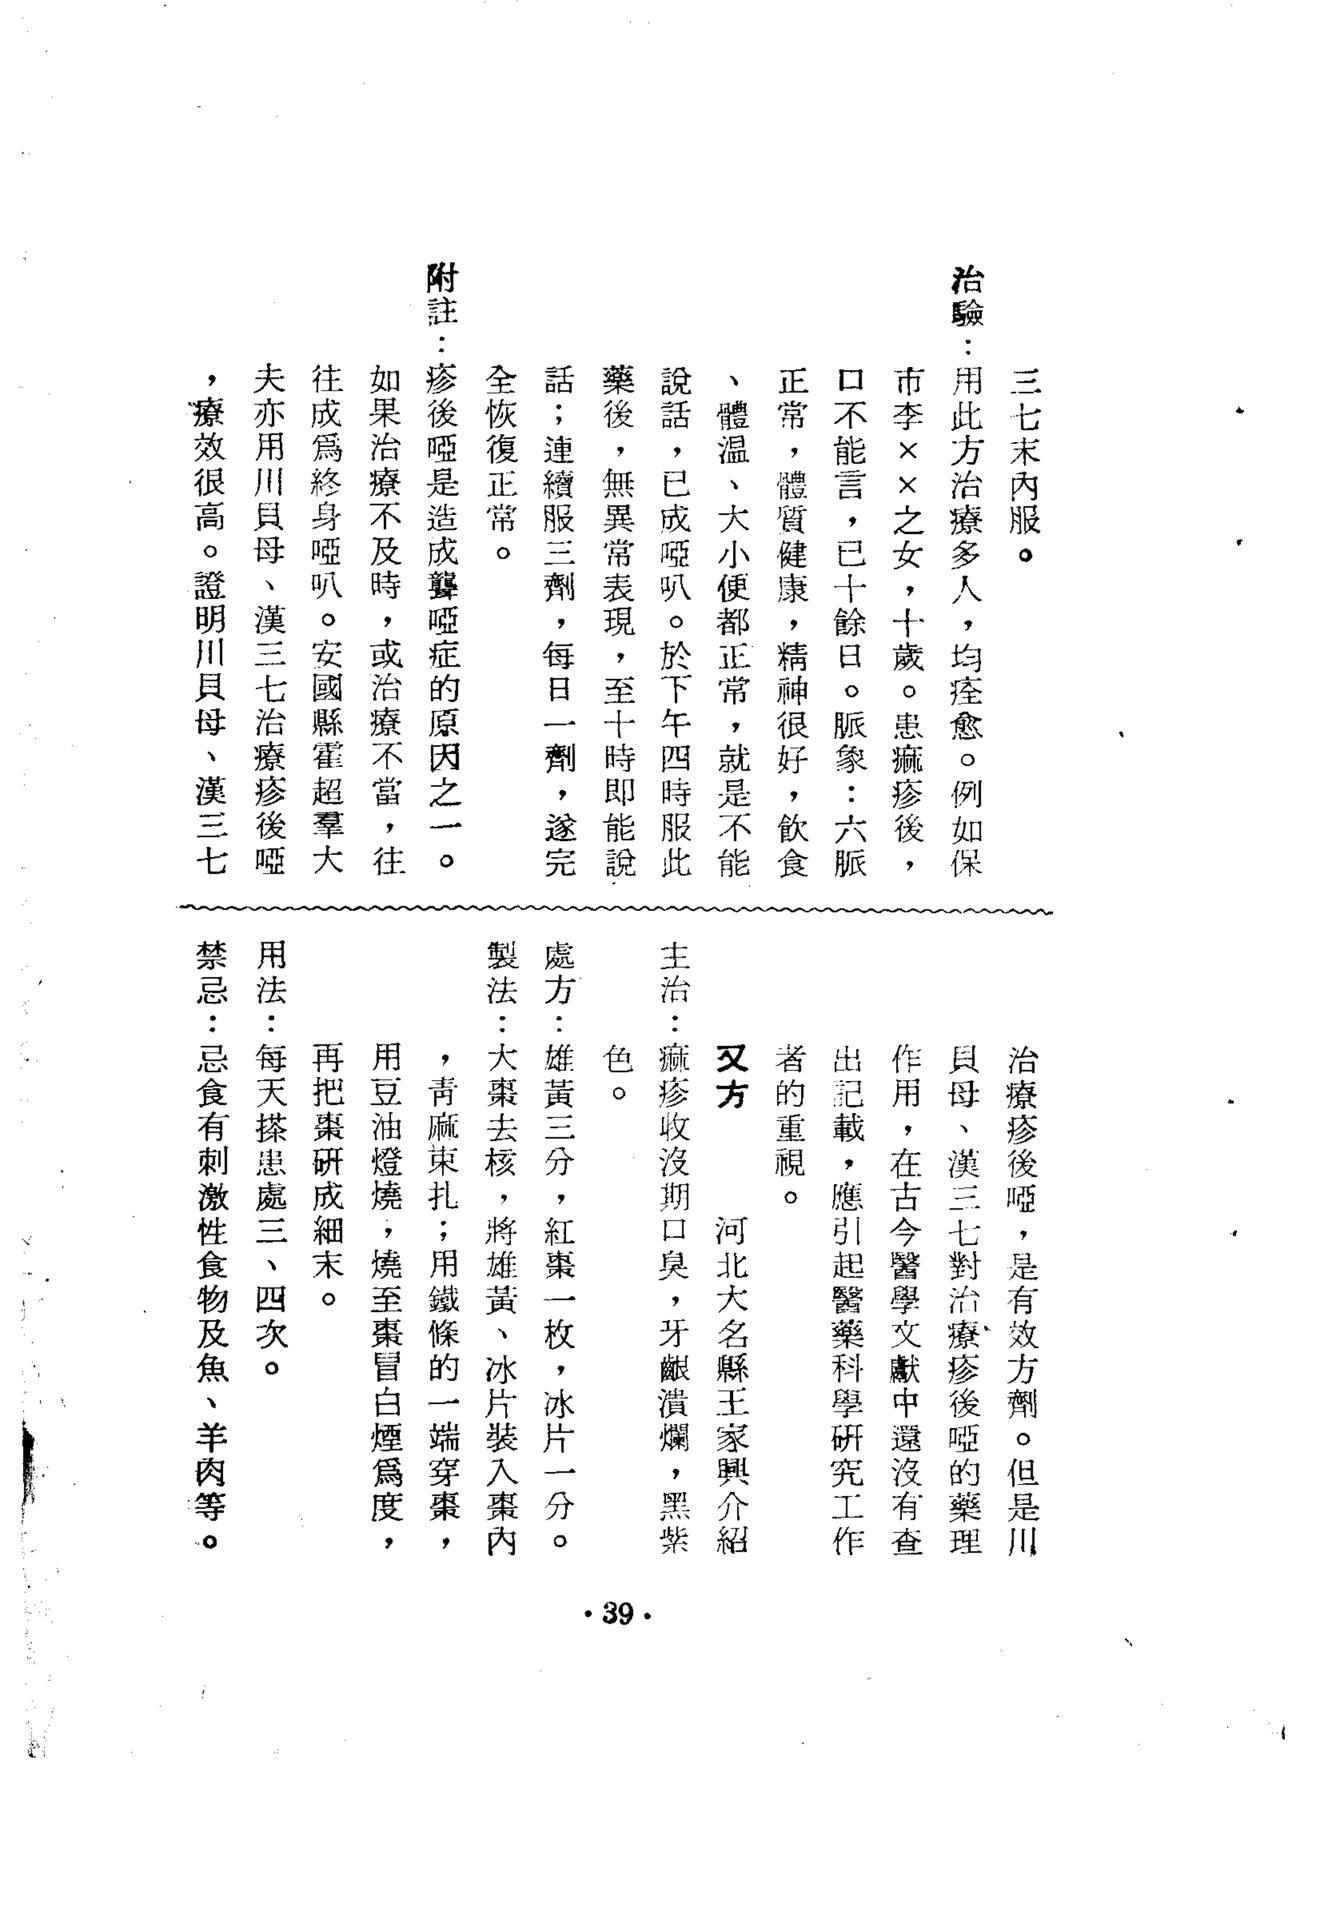 三七末內服。
治驗：用此方治療多人，均痊愈。例如保
市李××之女，十歲。患痲疹後，
口不能言，已十餘日。脈象：六脈
正常，體質健康，精神很好，飲食
、體温、大小便都正常，就是不能
說話，已成啞叭。於下午四時服此
藥後，無異常表現，至十時即能說
話；連續服三劑，每日一劑，遂完
全恢復正常。
附註：疹後啞是造成聾啞症的原因之一。
如果治療不及時，或治療不當，往
往成爲終身啞叭。安國縣霍超羣大
夫亦用川貝母、漢三七治療疹後啞
，療效很高。證明川貝母、漢三七
治療疹後啞，是有效方劑。但是川
貝母、漢三七對治療疹後啞的藥理
作用，在古今醫學文獻中還沒有查
出記載，應引起醫藥科學研究工作
者的重視。
又方　河北大名縣王家興介紹
主治：痲疹收沒期口臭，牙齦潰爛，黑紫
色。
處方：雄黃三分，紅棗一枚，冰片一分。
製法：大棗去核，將雄黃、冰片裝入棗內
，青麻束扎；用鐵條的一端穿棗，
用豆油燈燒，燒至棗冒白煙爲度，
再把棗研成細末。
用法：每天搽患處三、四次。
禁忌：忌食有刺激性食物及魚、羊肉等。
·39·